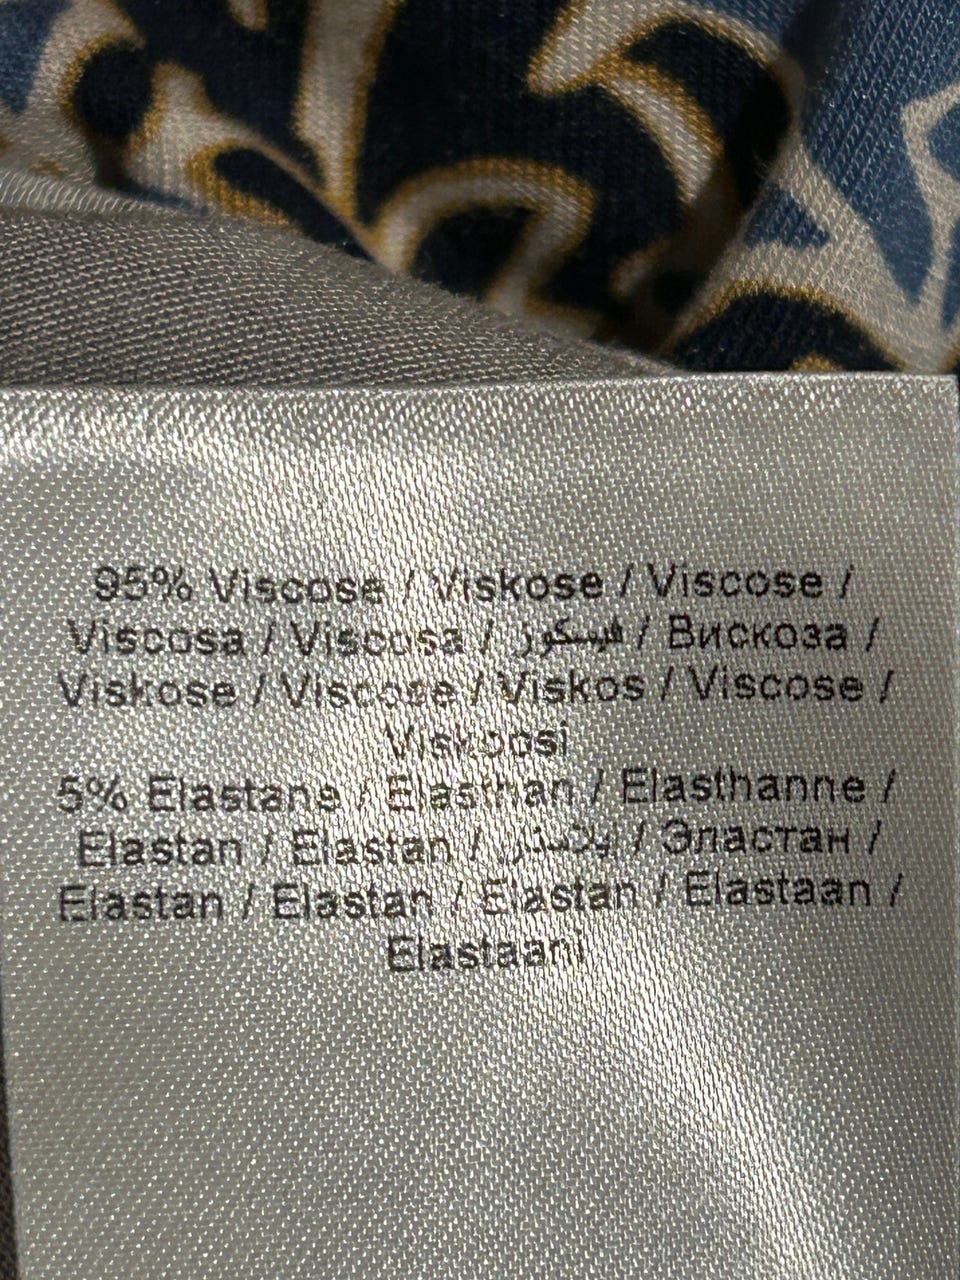 95% Viscose / Viskose / Viscose /
Viscosa / Viscosa / فيسكوز / Вискоза /
Viskose / Viscose / Viskos / Viscose /
Viskoosi
5% Elastane / Elasthan / Elasthanne /
Elastan / Elastan / / Эластан /
Elastan / Elastan / Elastan / Elastaan /
Elastaani